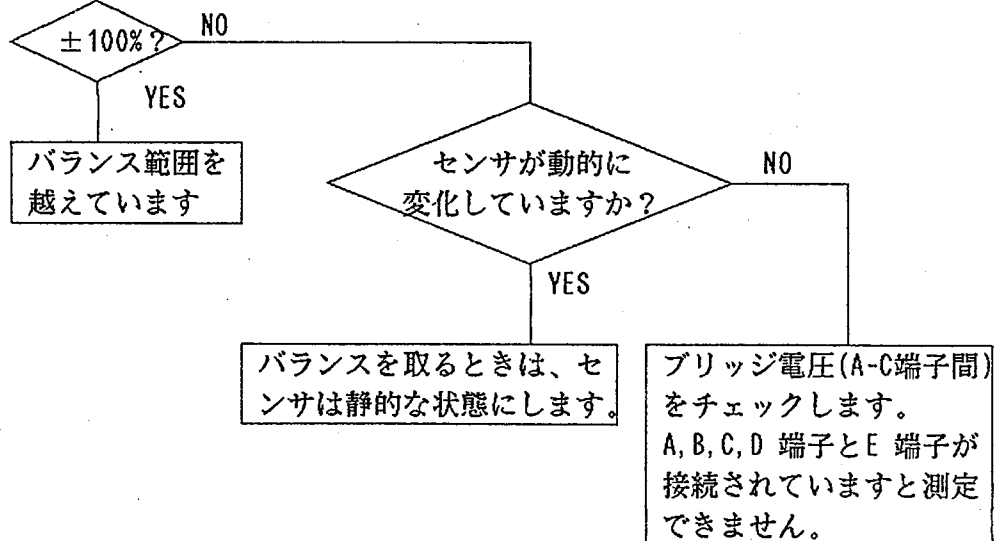 ±100%?
NO
YES
バランス範囲を
越えています
センサが動的に
変化していますか?
NO
YES
バランスを取るときは、セ
ンサは静的な状態にします。
ブリッジ電圧(A-C端子間)
をチェックします。
A,B,C,D 端子とE 端子が
接続されていますと測定
できません。